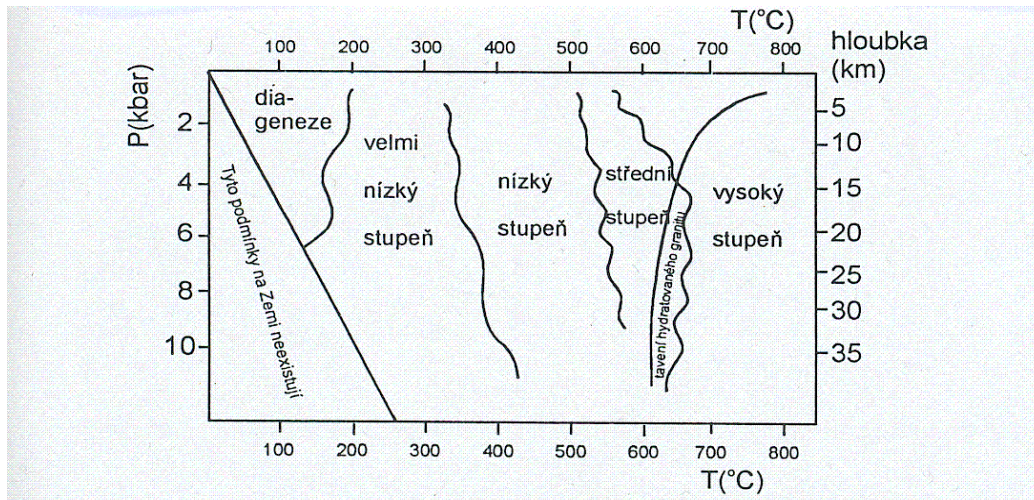 T(°C)
100 200 300 400 500 600 700 800
hloubka
(km)
P(kbar)
2
4
6
8
10
5
10
15
20
25
30
35
dia-
geneze
velmi
nízký
stupeň
nízký
stupeň
střední
stupeň
vysoký
stupeň
Tyto podmínky na Zemi neexistují
tavení hydratovaného granitu
100 200 300 400 500 600 700 800
T(°C)